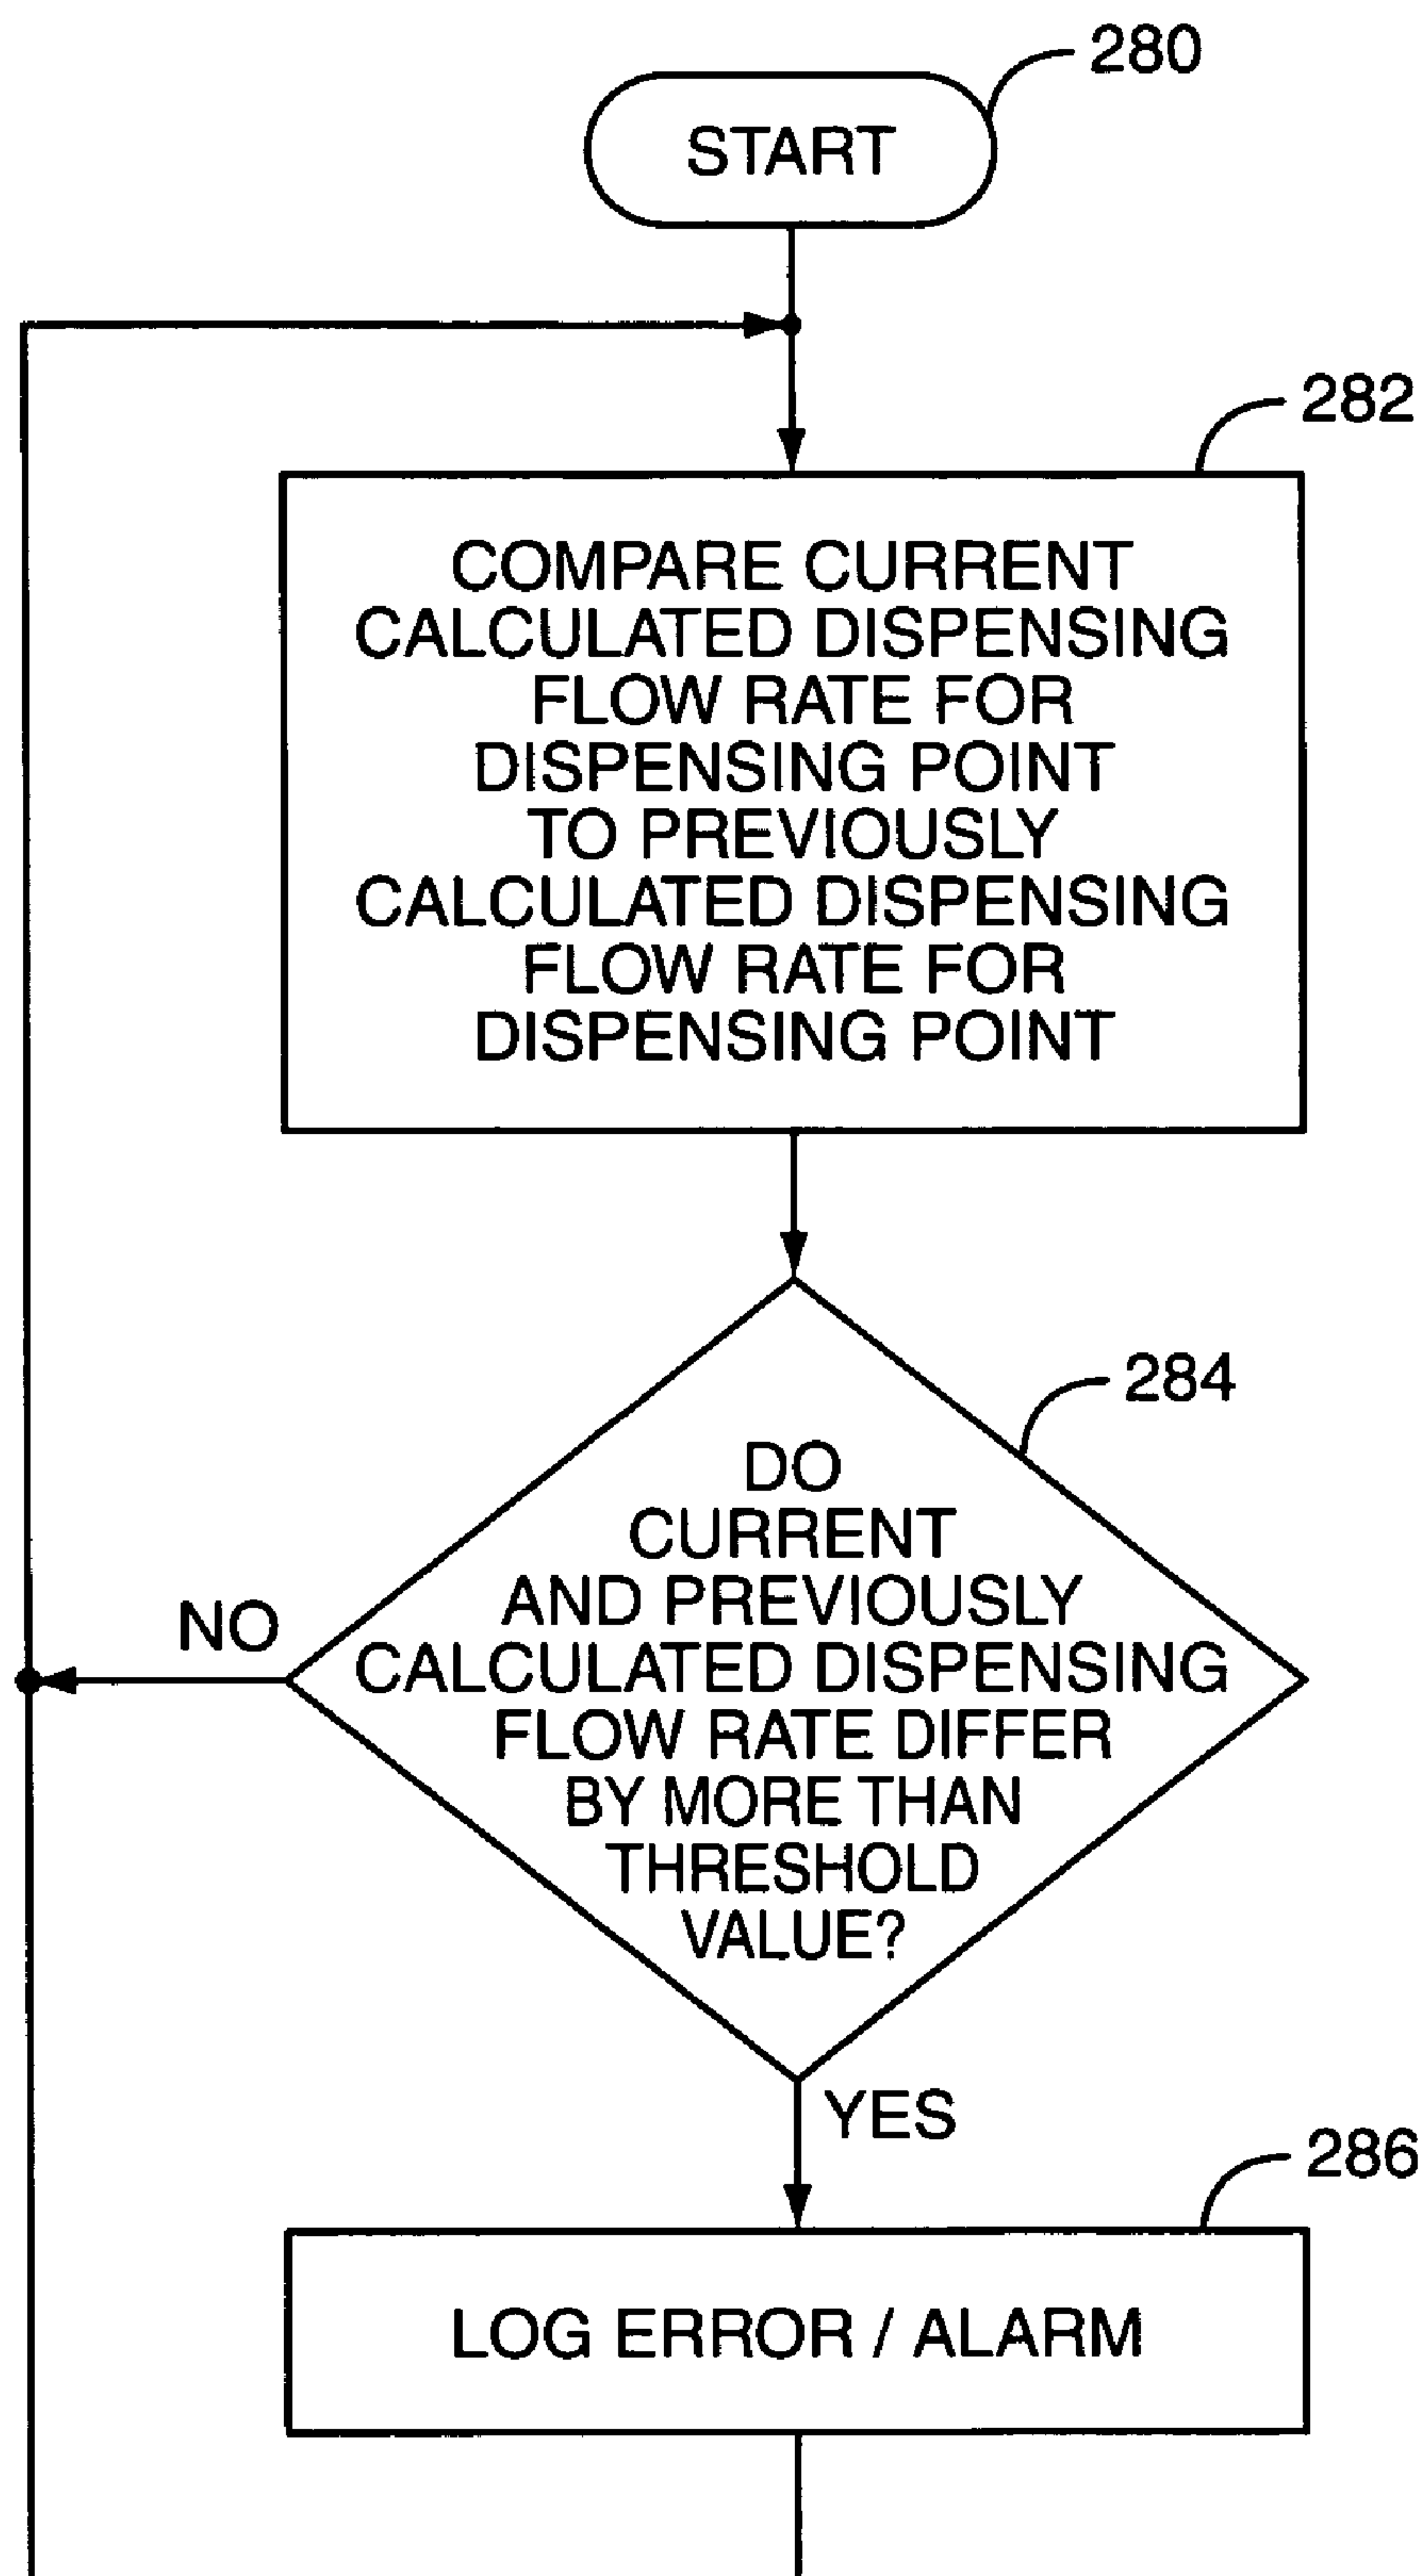 280
START
282
COMPARE CURRENT
CALCULATED DISPENSING
FLOW RATE FOR
DISPENSING POINT
TO PREVIOUSLY
CALCULATED DISPENSING
FLOW RATE FOR
DISPENSING POINT
284
DO
CURRENT
AND PREVIOUSLY
CALCULATED DISPENSING
FLOW RATE DIFFER
BY MORE THAN
THRESHOLD
VALUE?
NO
YES
286
LOG ERROR / ALARM